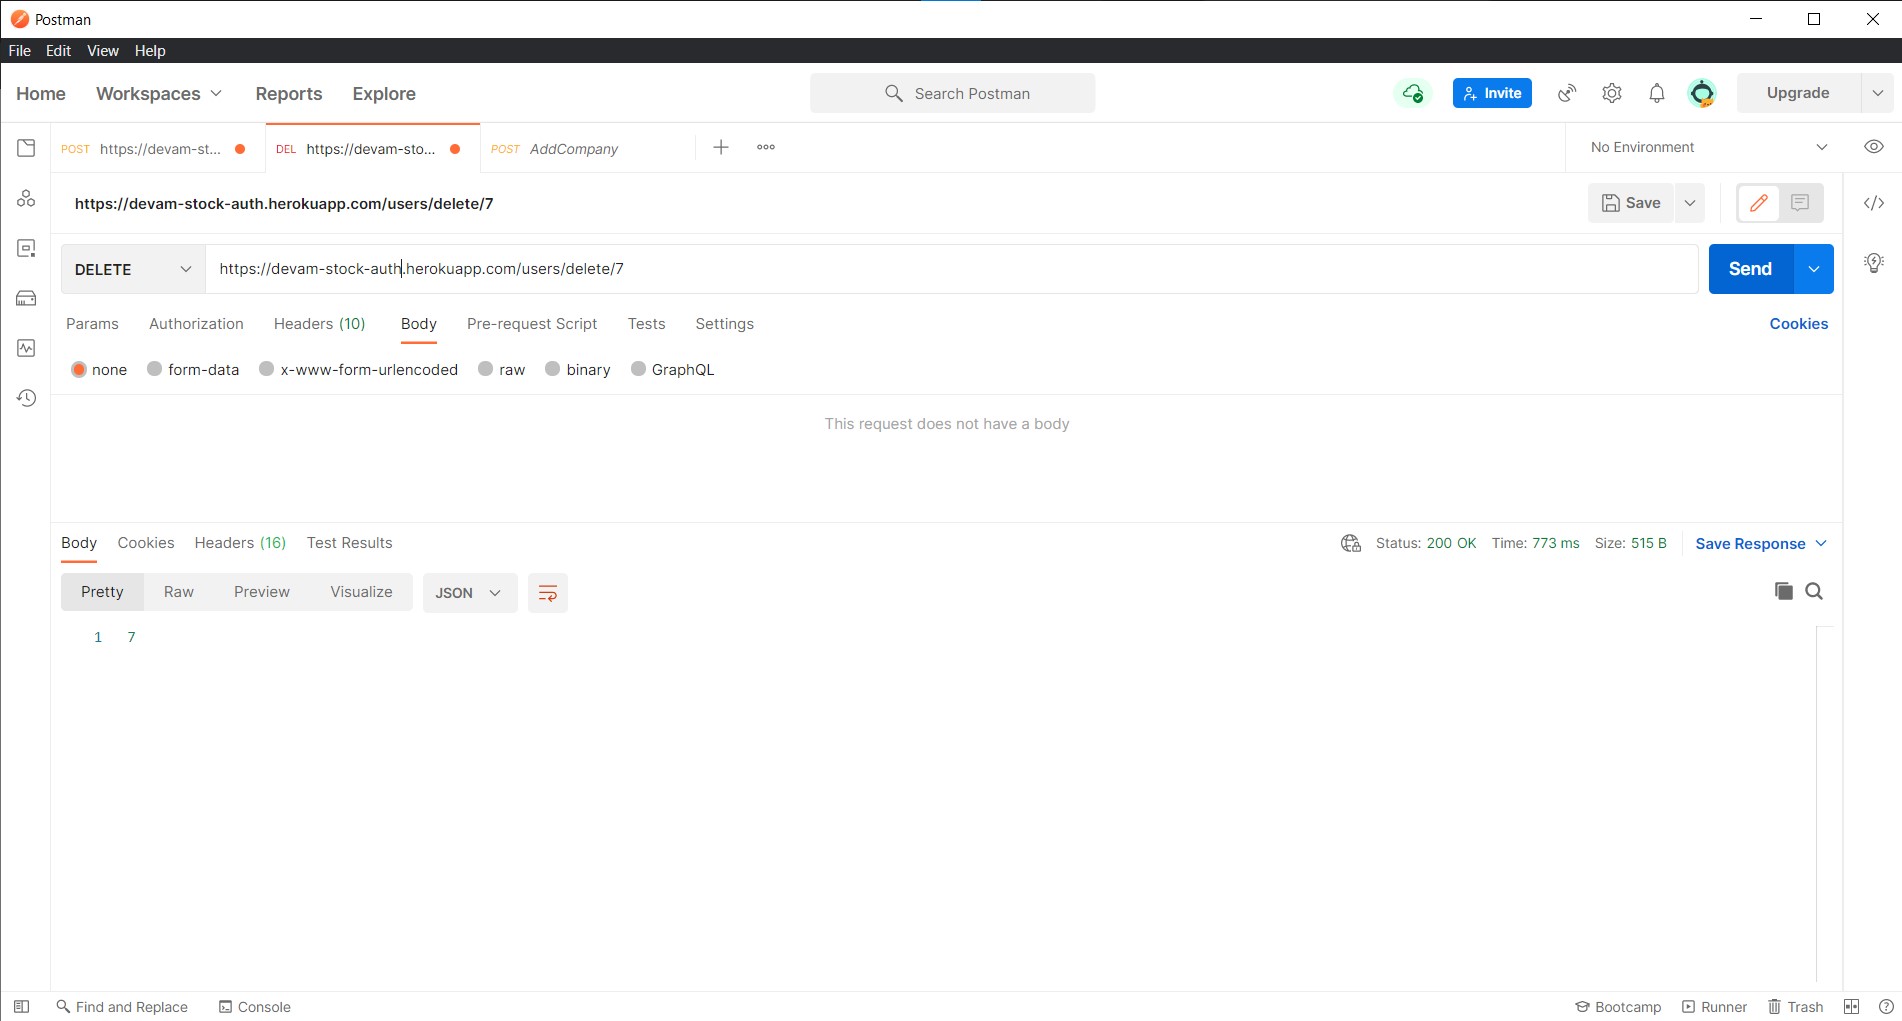 Postman
File Edit View Help
Home Workspaces Reports Explore Search Postman Invite Upgrade
POST https://devam-st... DEL https://devam-sto... POST AddCompany No Environment
https://devam-stock-auth.herokuapp.com/users/delete/7 Save
DELETE https://devam-stock-auth.herokuapp.com/users/delete/7 Send
Params Authorization Headers (10) Body Pre-request Script Tests Settings Cookies
none form-data x-www-form-urlencoded raw binary GraphQL
This request does not have a body
Body Cookies Headers (16) Test Results Status: 200 OK Time: 773 ms Size: 515 B Save Response
Pretty Raw Preview Visualize JSON
1 7
Find and Replace Console Bootcamp Runner Trash